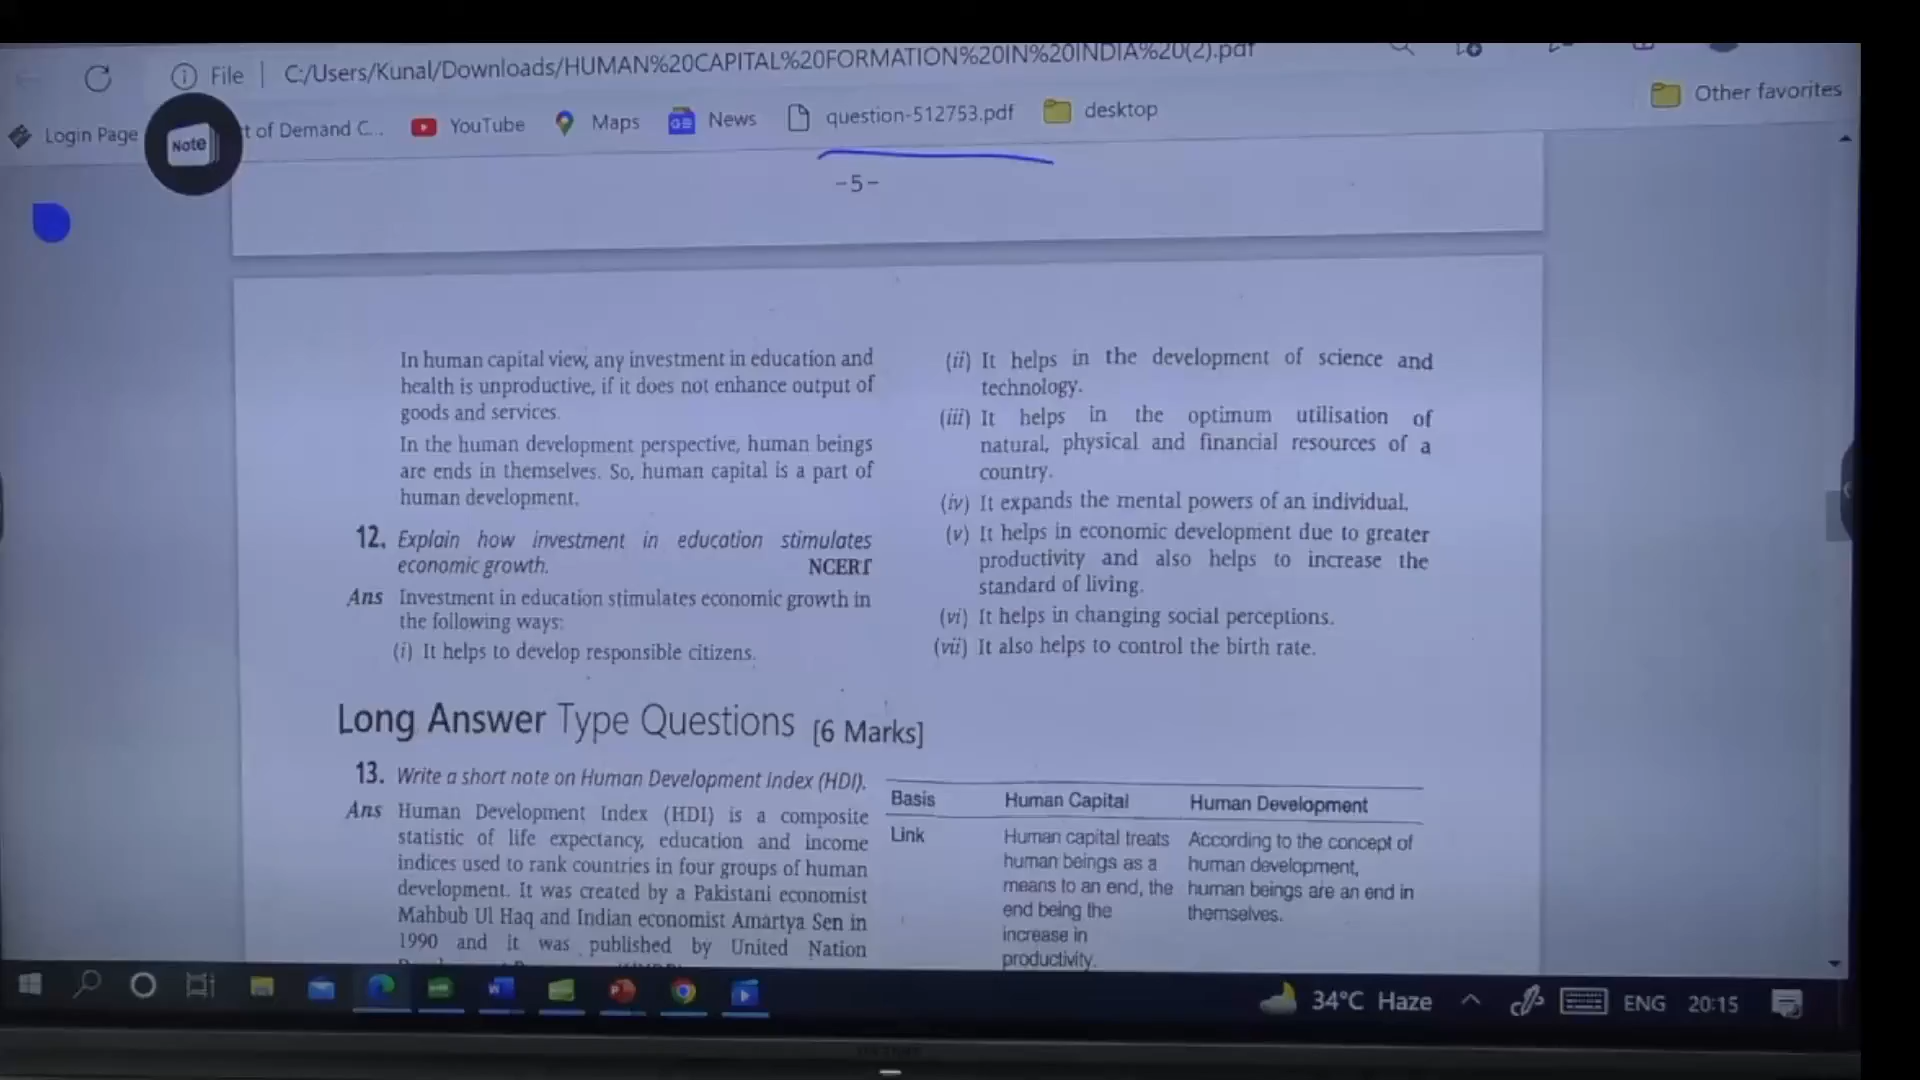 File | C:/Users/Kunal/Downloads/HUMAN%20CAPITAL%20FORMATION%20IN%20INDIA%20(2).pdf
Other favorites
Login Page
Note
t of Demand C...
YouTube
Maps
News
question-512753.pdf
desktop
-5-
In human capital view, any investment in education and
health is unproductive, if it does not enhance output of
goods and services.
In the human development perspective, human beings
are ends in themselves. So, human capital is a part of
human development.
12. Explain how investment in education stimulates
economic growth. NCERT
Ans Investment in education stimulates economic growth in
the following ways:
(i) It helps to develop responsible citizens.
(ii) It helps in the development of science and
technology.
(iii) It helps in the optimum utilisation of
natural, physical and financial resources of a
country.
(iv) It expands the mental powers of an individual.
(v) It helps in economic development due to greater
productivity and also helps to increase the
standard of living.
(vi) It helps in changing social perceptions.
(vii) It also helps to control the birth rate.
Long Answer Type Questions [6 Marks]
13. Write a short note on Human Development Index (HDI).
Ans Human Development Index (HDI) is a composite
statistic of life expectancy, education and income
indices used to rank countries in four groups of human
development. It was created by a Pakistani economist
Mahbub Ul Haq and Indian economist Amartya Sen in
1990 and it was published by United Nation
Basis Human Capital Human Development
Link Human capital treats According to the concept of
human beings as a human development,
means to an end, the human beings are an end in
end being the themselves.
increase in
productivity.
34°C Haze ENG 20:15